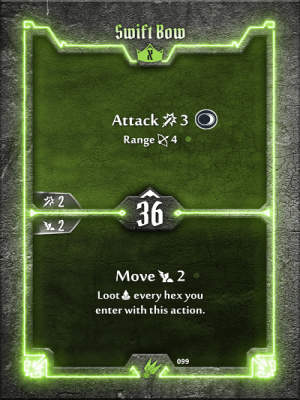 Swift Bow
X
Attack 3
Range 4
2
36
2
Move 2
Loot every hex you
enter with this action.
099